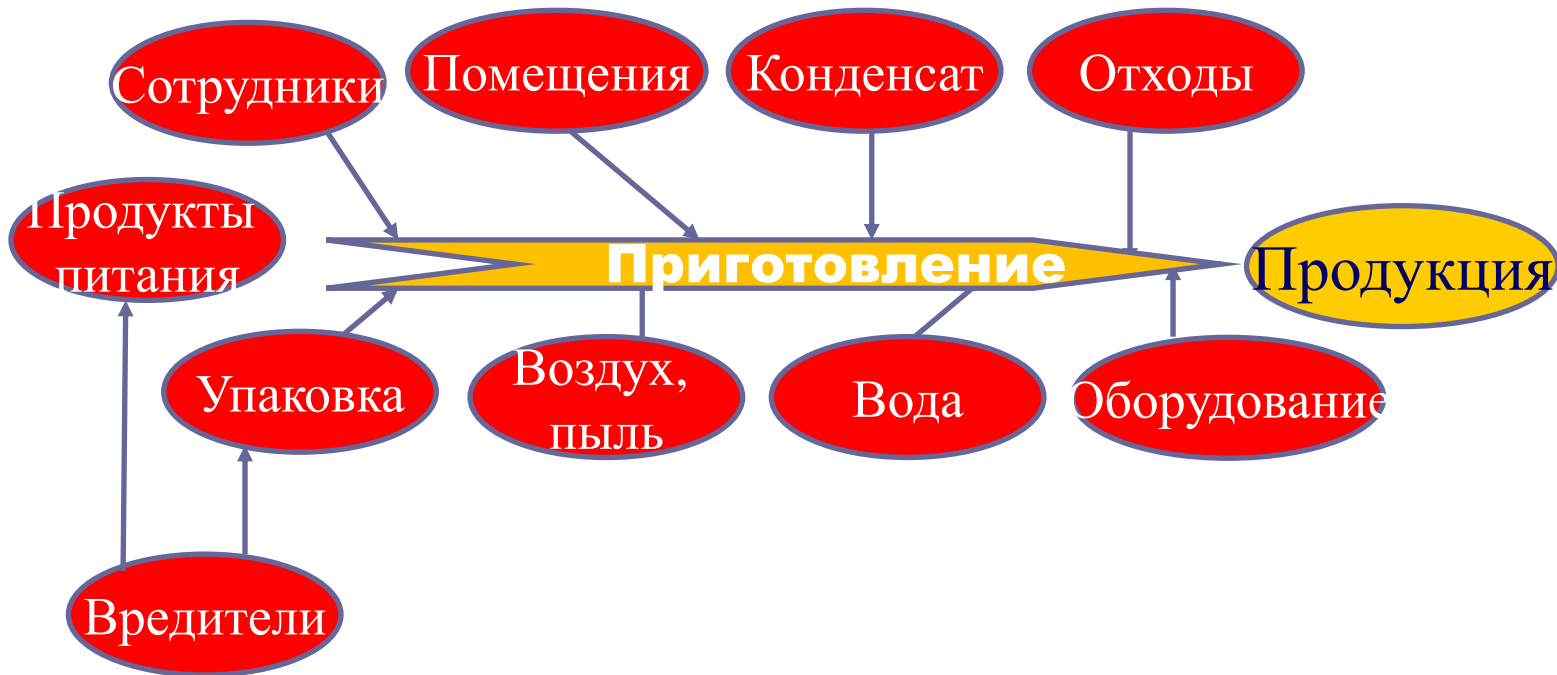 Сотрудники
Помещения
Конденсат
Отходы
Продукты
питания
Приготовление
Продукция
Упаковка
Воздух,
пыль
Вода
Оборудование
Вредители